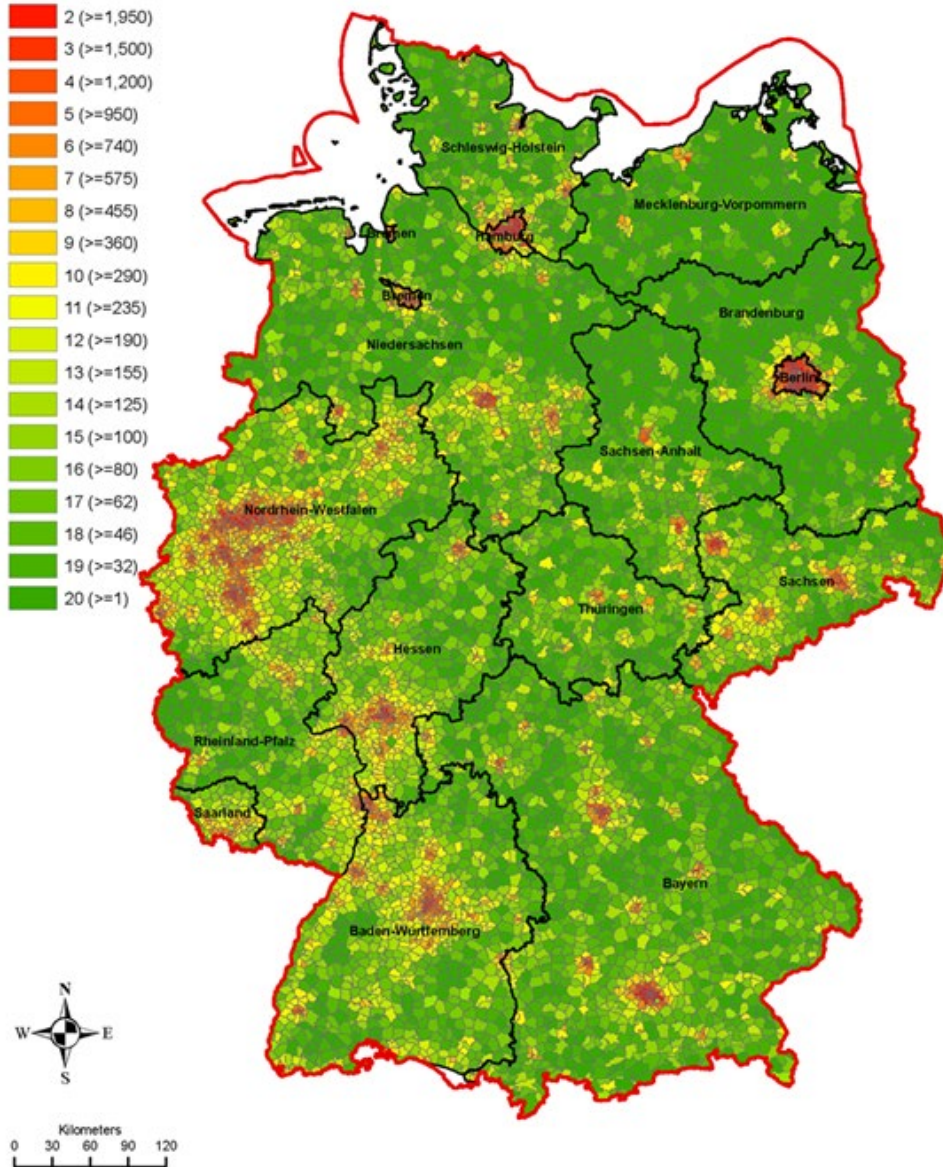 2 (>=1,950)
3 (>=1,500)
4 (>=1,200)
5 (>=950)
6 (>=740)
7 (>=575)
8 (>=455)
9 (>=360)
10 (>=290)
11 (>=235)
12 (>=190)
13 (>=155)
14 (>=125)
15 (>=100)
16 (>=80)
17 (>=62)
18 (>=46)
19 (>=32)
20 (>=1)
Schleswig-Holstein
Mecklenburg-Vorpommern
Bremen
Hamburg
Bremen
Brandenburg
Niedersachsen
Berlin
Sachsen-Anhalt
Nordrhein-Westfalen
Sachsen
Thüringen
Hessen
Rheinland-Pfalz
Saarland
Bayern
Baden-Württemberg
N
W E
S
Kilometers
0 30 60 90 120